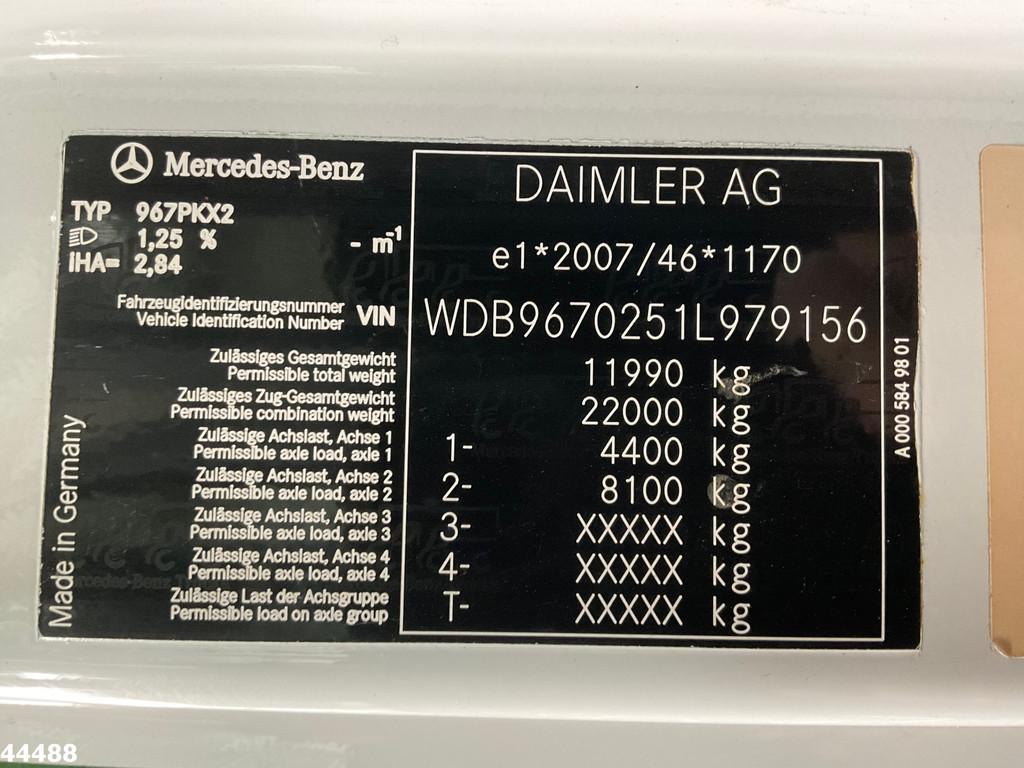 Mercedes-Benz
TYP 967PKX2
1,25 % - m-1
iHA= 2,84
DAIMLER AG
e1*2007/46*1170
Fahrzeugidentifizierungsnummer
Vehicle Identification Number VIN WDB9670251L979156
Zulässiges Gesamtgewicht
Permissible total weight 11990 kg
Zulässiges Zug-Gesamtgewicht
Permissible combination weight 22000 kg
Zulässige Achslast, Achse 1
Permissible axle load, axle 1 1- 4400 kg
Zulässige Achslast, Achse 2
Permissible axle load, axle 2 2- 8100 kg
Zulässige Achslast, Achse 3
Permissible axle load, axle 3 3- XXXXX kg
Zulässige Achslast, Achse 4
Permissible axle load, axle 4 4- XXXXX kg
Zulässige Last der Achsgruppe
Permissible load on axle group T- XXXXX kg
Made in Germany
A 000 584 98 01
44488